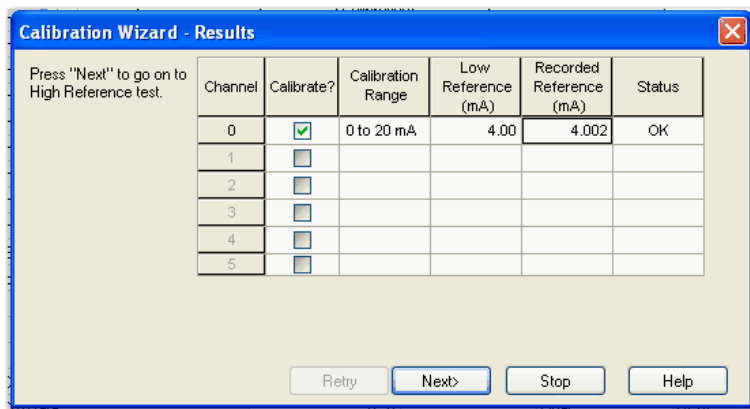 Calibration Wizard - Results
Press "Next" to go on to
High Reference test.
Channel Calibrate? Calibration Range Low Reference (mA) Recorded Reference (mA) Status
0 0 to 20 mA 4.00 4.002 OK
1
2
3
4
5
Retry Next> Stop Help